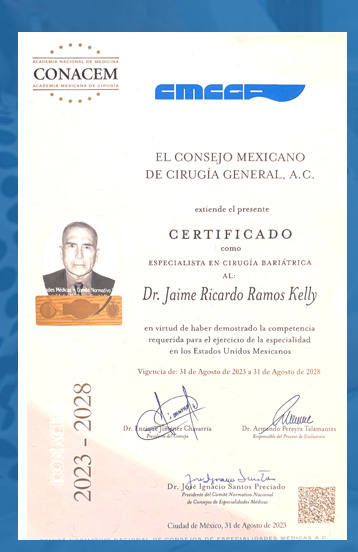 ACADEMIA NACIONAL DE MEDICINA
CONACEM
ACADEMIA MEXICANA DE CIRUGÍA
CMCG
EL CONSEJO MEXICANO
DE CIRUGÍA GENERAL, A.C.
extiende el presente
CERTIFICADO
como
ESPECIALISTA EN CIRUGÍA BARIÁTRICA
AL:
Dr. Jaime Ricardo Ramos Kelly
des Médicas • Comité Normativo
en virtud de haber demostrado la competencia
requerida para el ejercicio de la especialidad
en los Estados Unidos Mexicanos
Vigencia de: 31 de Agosto de 2023 a 31 de Agosto de 2028
2023 - 2028
Dr. Enrique Jiménez Chavarría
Presidente del Consejo
Dr. Armando Pereyra Talamantes
Responsable del Proceso de Evaluación
Dr. José Ignacio Santos Preciado
Presidente del Comité Normativo Nacional
de Consejos de Especialidades Médicas
Ciudad de México, 31 de Agosto de 2023